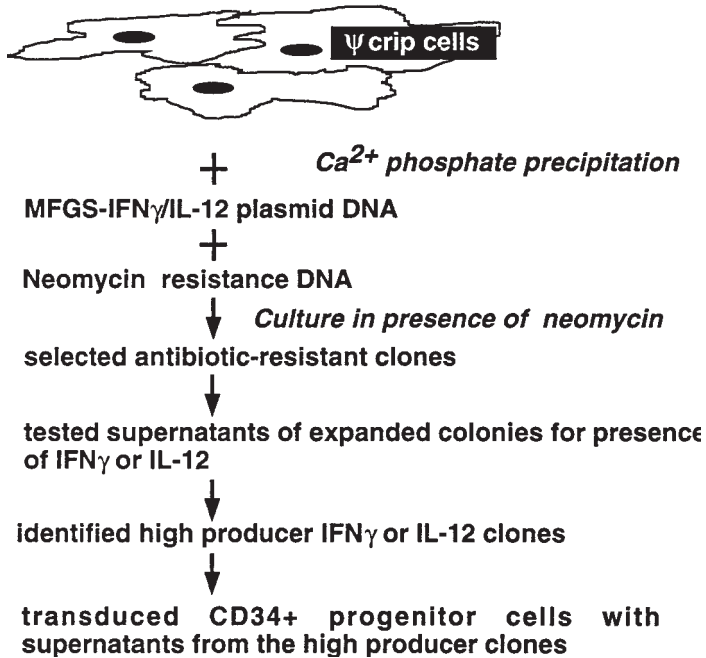 ψ crip cells
+
Ca2+ phosphate precipitation
MFGS-IFNγ/IL-12 plasmid DNA
+
Neomycin resistance DNA
Culture in presence of neomycin
selected antibiotic-resistant clones
tested supernatants of expanded colonies for presence
of IFNγ or IL-12
identified high producer IFNγ or IL-12 clones
transduced CD34+ progenitor cells with
supernatants from the high producer clones